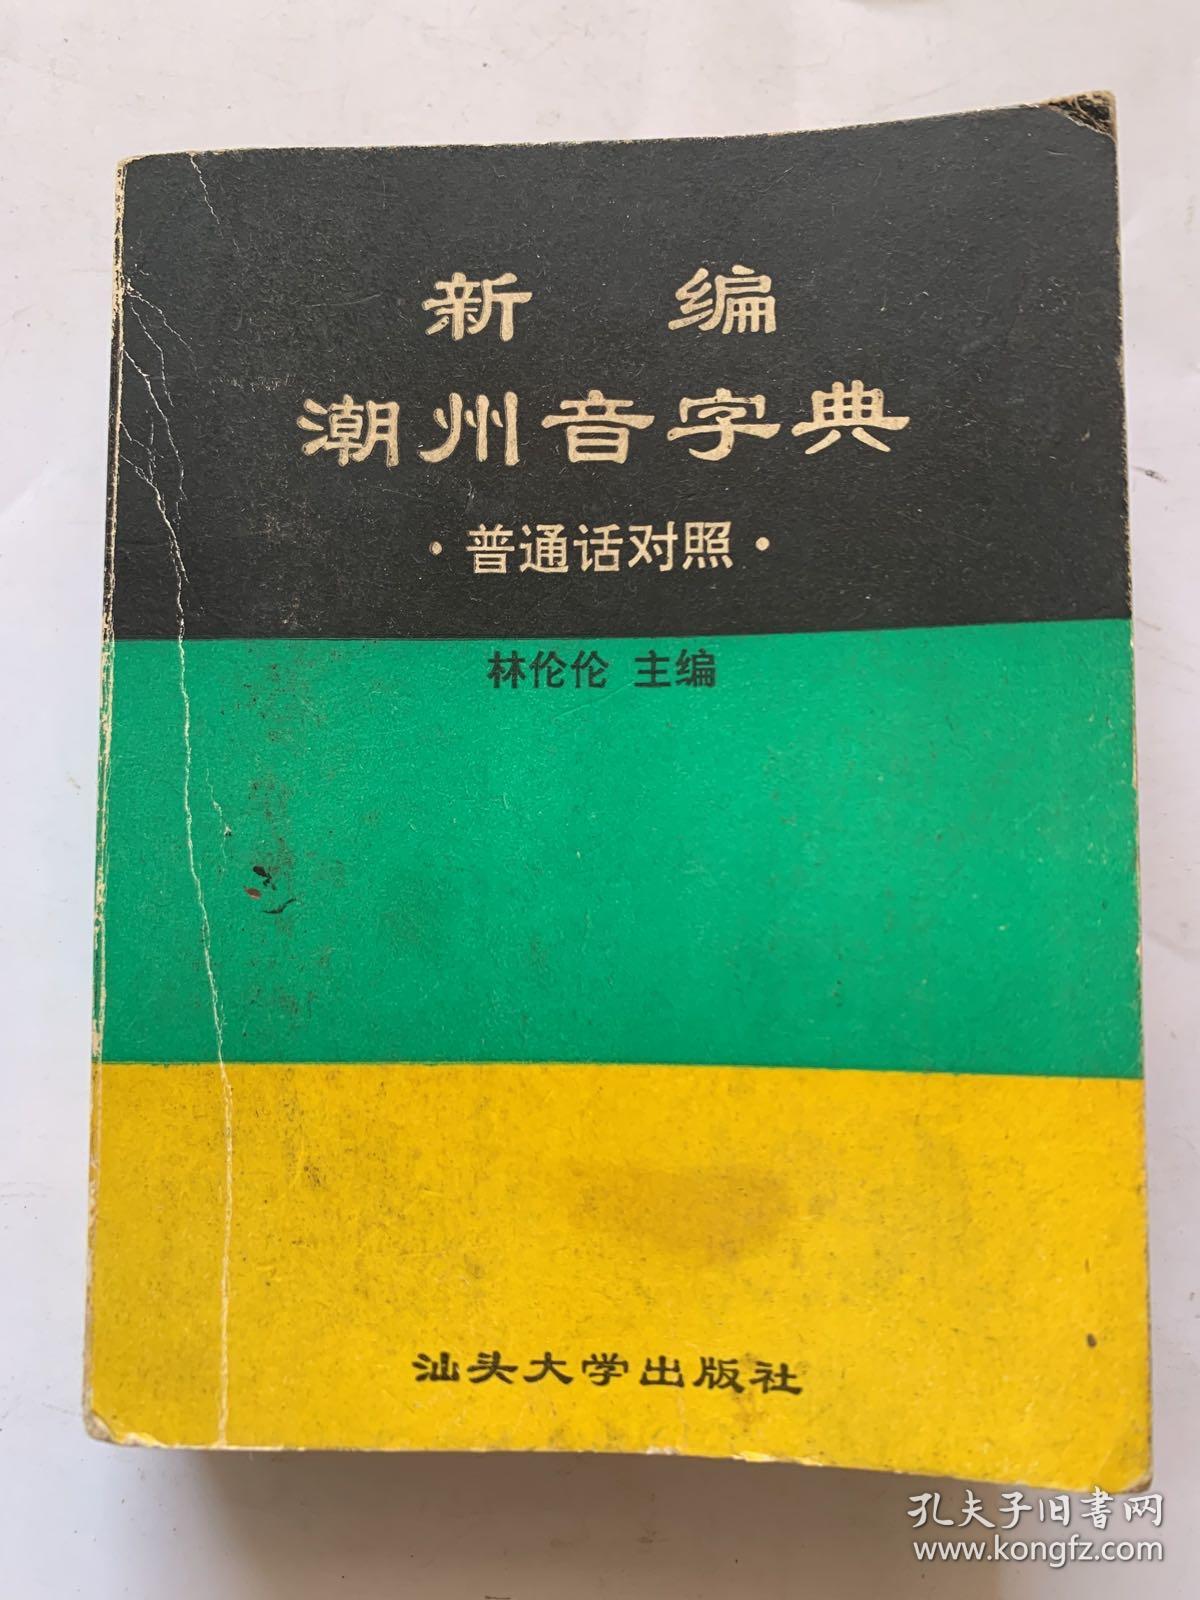 新 编
潮州音字典
·普通话对照·
林伦伦 主编
汕头大学出版社
孔夫子旧书网
www.kongfz.com